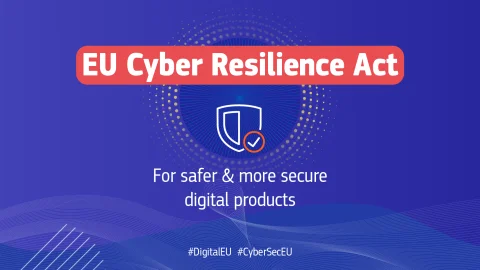 EU Cyber Resilience Act
For safer & more secure
digital products
#DigitalEU #CyberSecEU